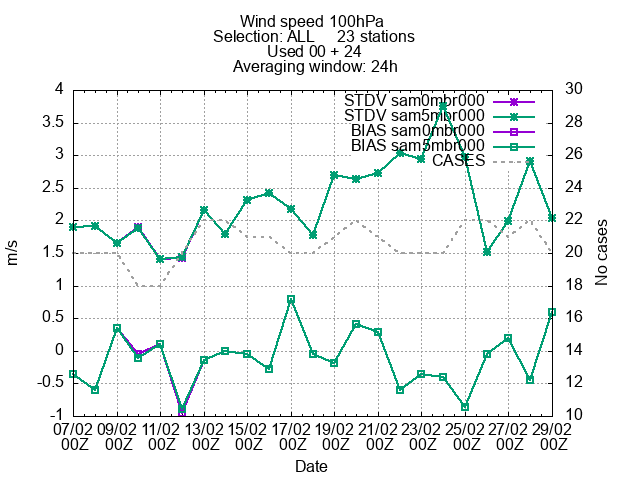 Wind speed 100hPa
Selection: ALL 23 stations
Used 00 + 24
Averaging window: 24h
STDV sam0mbr000
STDV sam5mbr000
BIAS sam0mbr000
BIAS sam5mbr000
CASES
4
3.5
3
2.5
2
1.5
1
0.5
0
-0.5
-1
m/s
30
28
26
24
22
20
18
16
14
12
10
No cases
07/02 09/02 11/02 13/02 15/02 17/02 19/02 21/02 23/02 25/02 27/02 29/02
00Z 00Z 00Z 00Z 00Z 00Z 00Z 00Z 00Z 00Z 00Z 00Z
Date